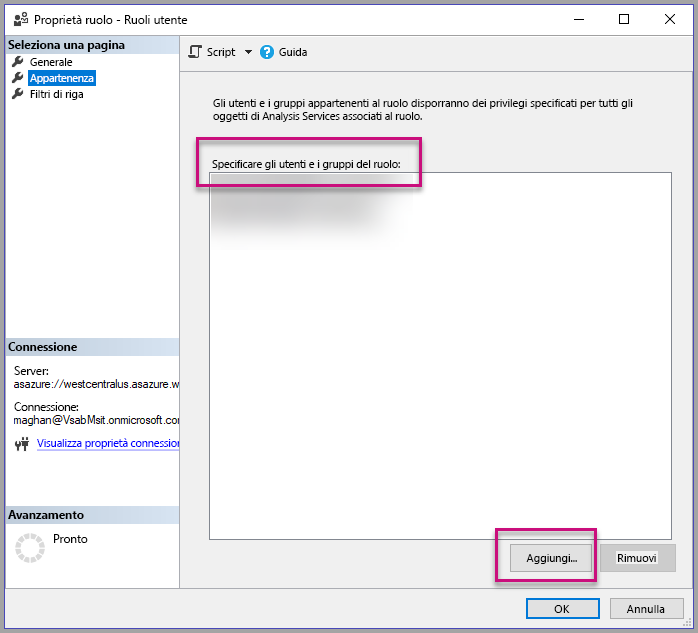 Proprietà ruolo - Ruoli utente
Seleziona una pagina
Generale
Appartenenza
Filtri di riga
Script
Guida
Gli utenti e i gruppi appartenenti al ruolo disporranno dei privilegi specificati per tutti gli
oggetti di Analysis Services associati al ruolo.
Specificare gli utenti e i gruppi del ruolo:
Connessione
Server:
asazure://westcentralus.asazure.w
Connessione:
maghan@VsabMsit.onmicrosoft.co
Visualizza proprietà connession
Avanzamento
Pronto
Aggiungi...
Rimuovi
OK
Annulla